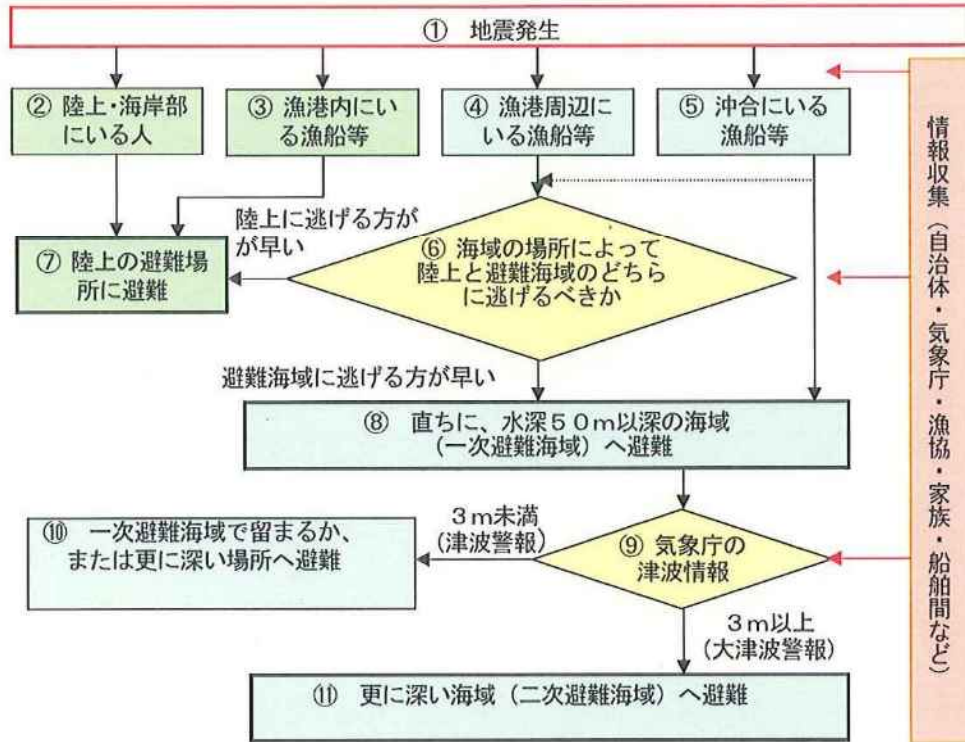 ① 地震発生
② 陸上・海岸部
にいる人
③ 漁港内にい
る漁船等
④ 漁港周辺に
いる漁船等
⑤ 沖合にいる
漁船等
陸上に逃げる方が
が早い
⑥ 海域の場所によって
陸上と避難海域のどちら
に逃げるべきか
⑦ 陸上の避難場
所に避難
避難海域に逃げる方が早い
⑧ 直ちに、水深50m以深の海域
(一次避難海域)へ避難
3m未満
(津波警報)
⑨ 気象庁の
津波情報
⑩ 一次避難海域で留まるか、
または更に深い場所へ避難
3m以上
(大津波警報)
⑪ 更に深い海域(二次避難海域)へ避難
情報収集(自治体・気象庁・漁協・家族・船舶間など)